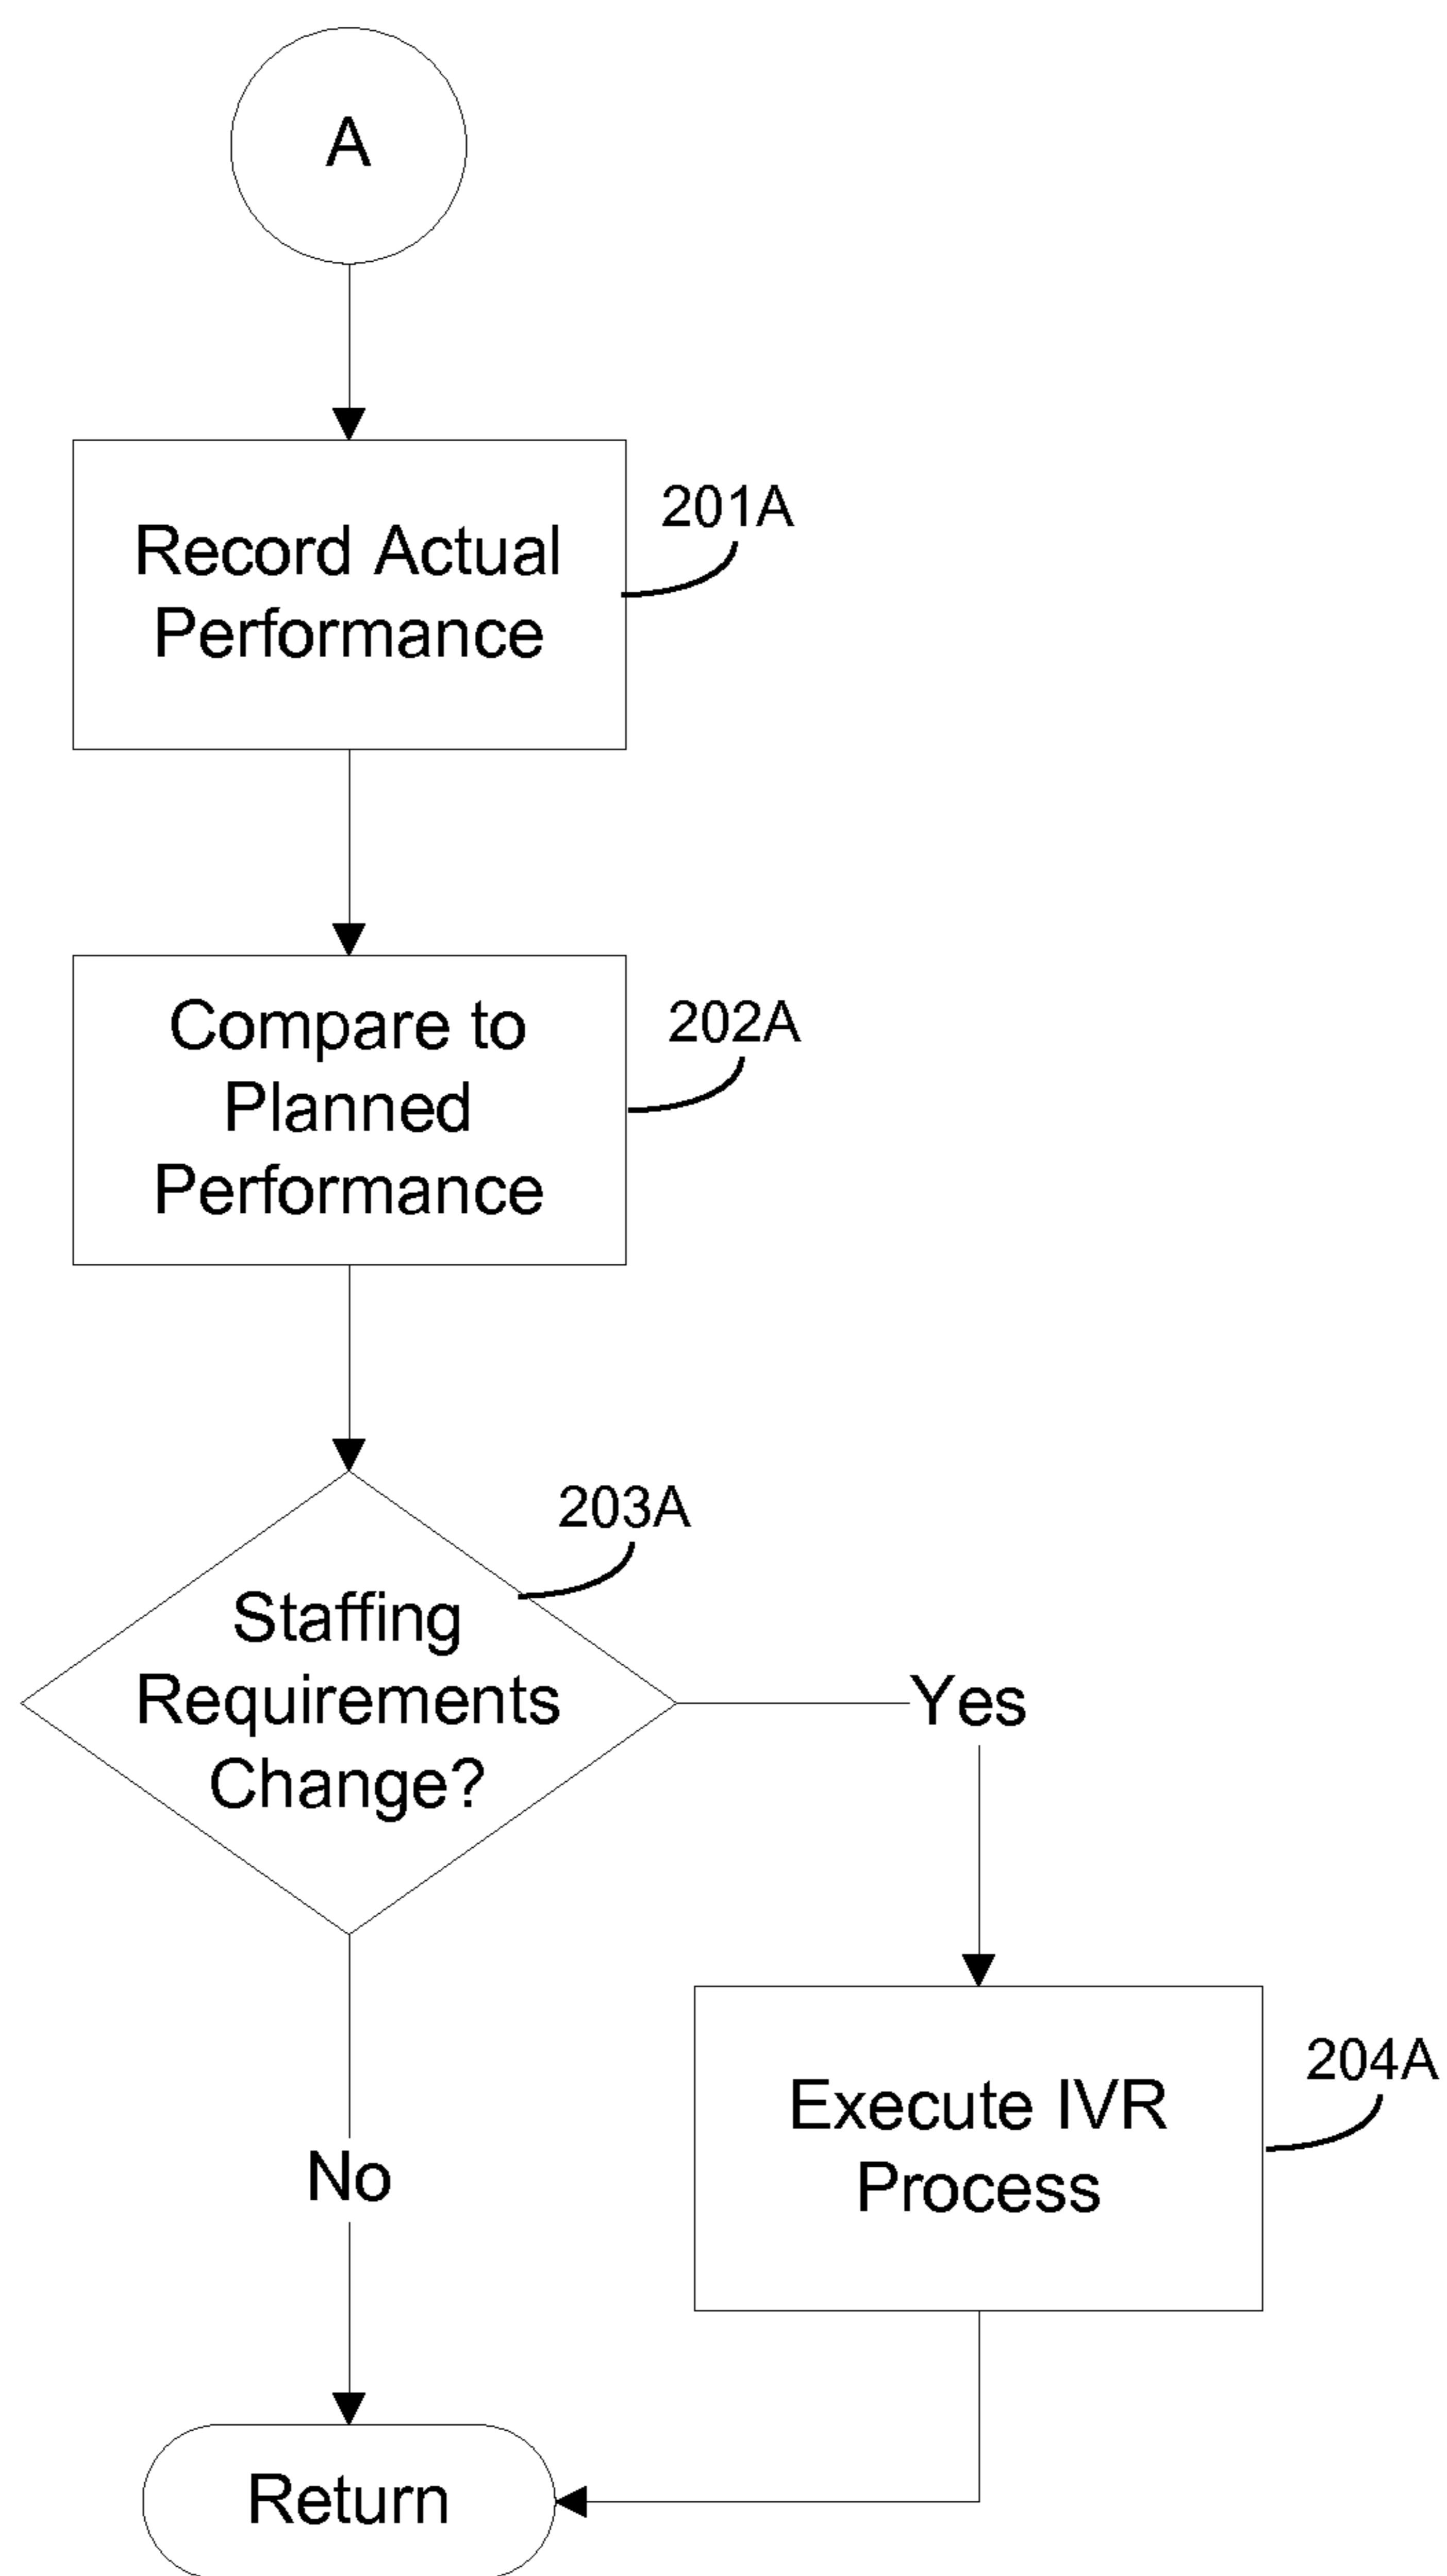 A
Record Actual
Performance
201A
Compare to
Planned
Performance
202A
Staffing
Requirements
Change?
203A
Yes
Execute IVR
Process
204A
No
Return